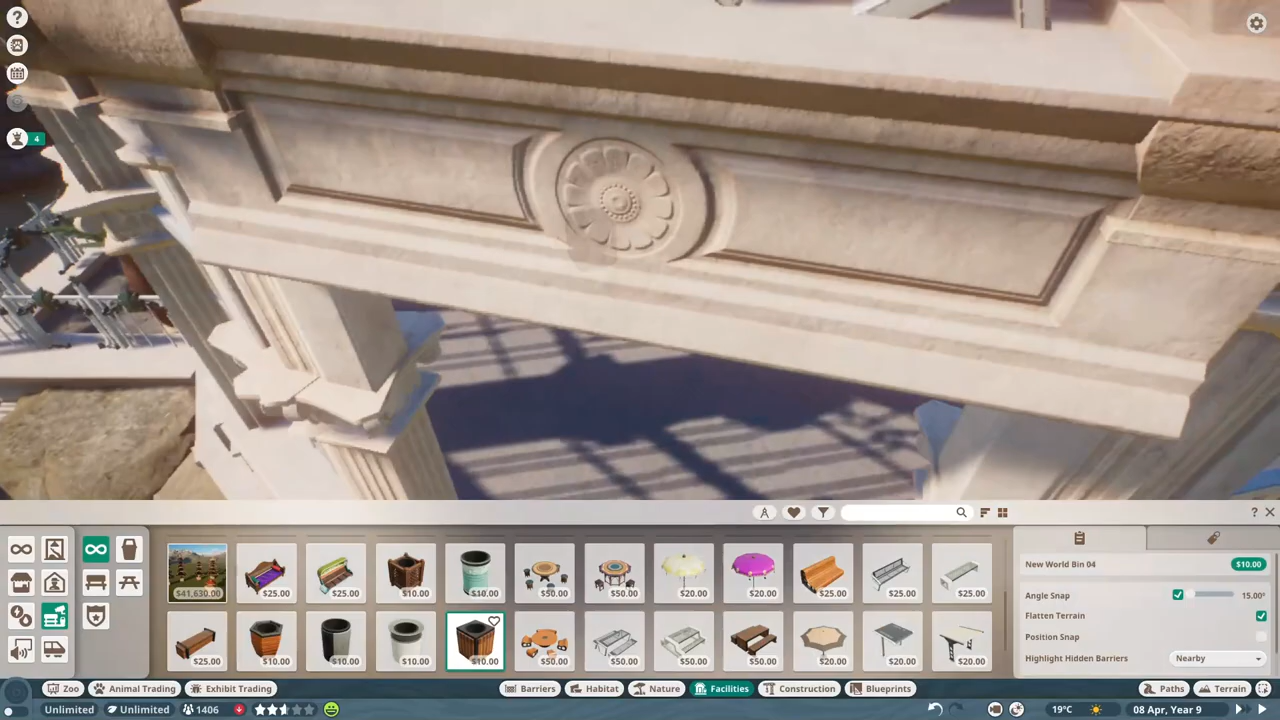 ?
4
? ×
$41,630.00 $25.00 $25.00 $10.00 $10.00 $50.00 $50.00 $20.00 $20.00 $25.00 $25.00 $25.00
$25.00 $10.00 $10.00 $10.00 $10.00 $50.00 $50.00 $50.00 $50.00 $20.00 $20.00 $20.00
New World Bin 04 $10.00
Angle Snap 15.00°
Flatten Terrain
Position Snap
Highlight Hidden Barriers Nearby
Zoo Animal Trading Exhibit Trading Barriers Habitat Nature Facilities Construction Blueprints Paths Terrain
Unlimited Unlimited 1406 19°C 08 Apr, Year 9